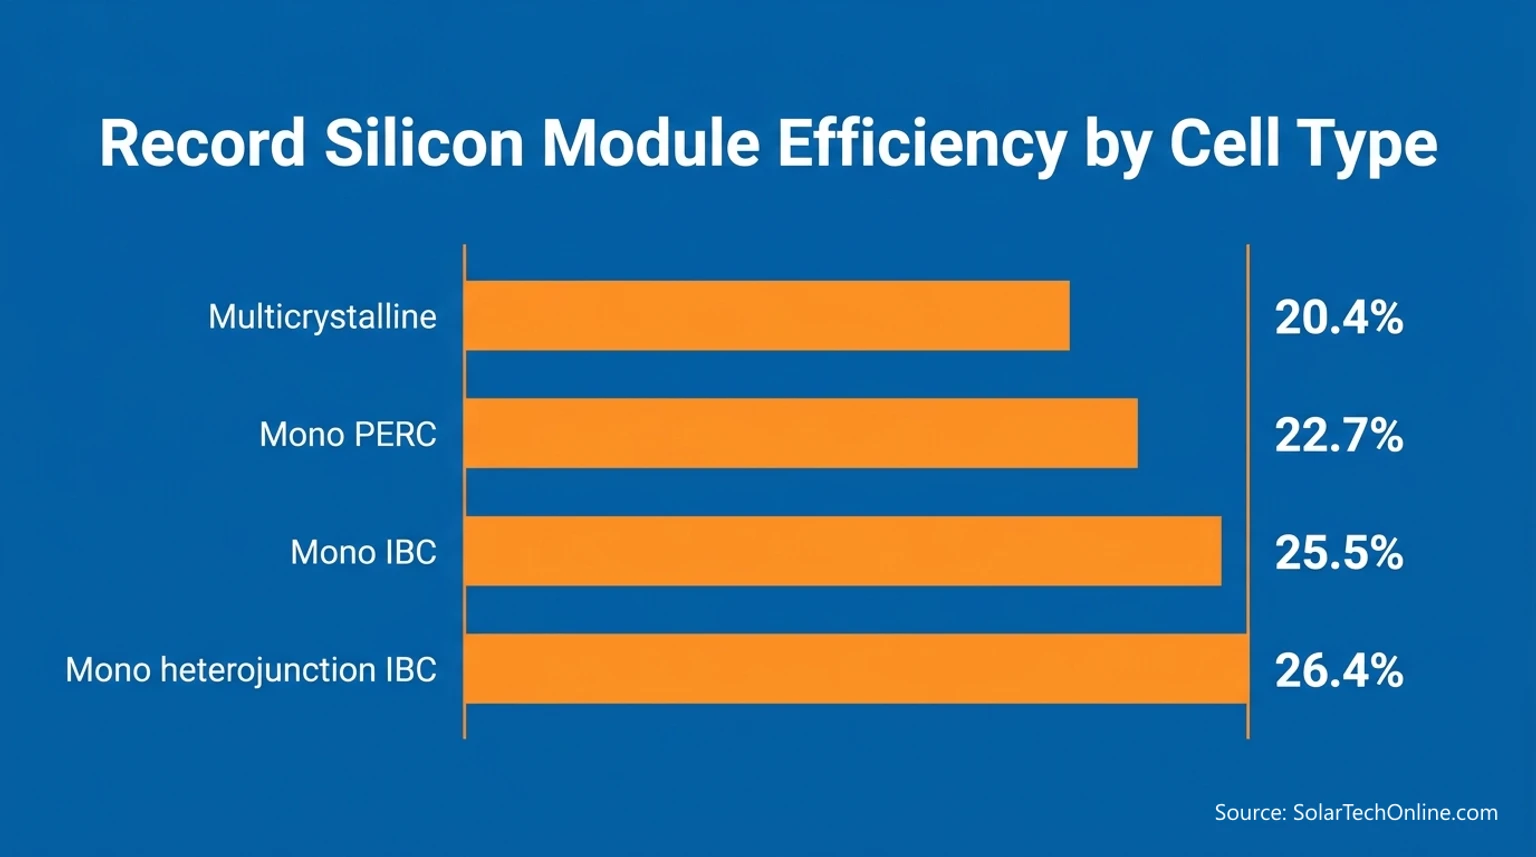 Record Silicon Module Efficiency by Cell Type
Multicrystalline 20.4%
Mono PERC 22.7%
Mono IBC 25.5%
Mono heterojunction IBC 26.4%
Source: SolarTechOnline.com